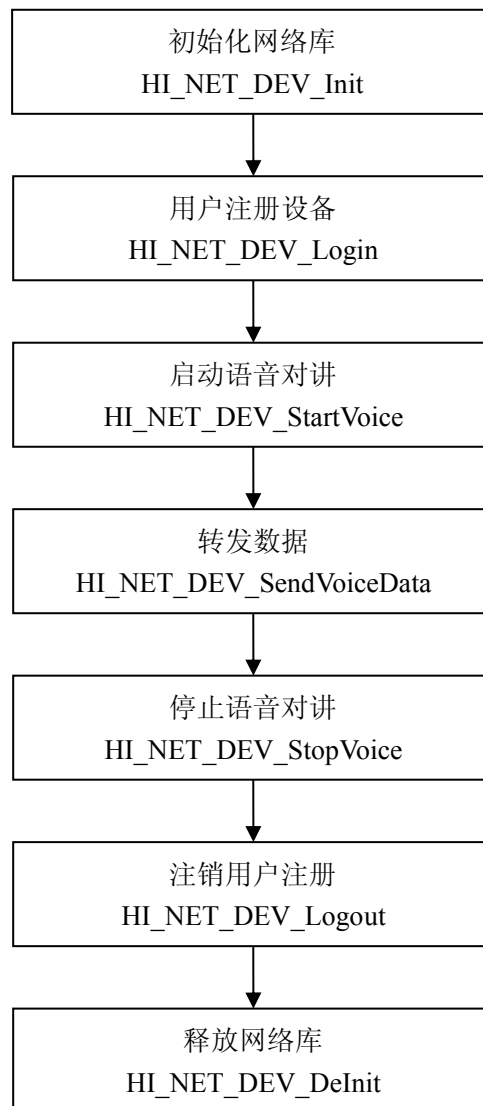 初始化网络库
HI_NET_DEV_Init
用户注册设备
HI_NET_DEV_Login
启动语音对讲
HI_NET_DEV_StartVoice
转发数据
HI_NET_DEV_SendVoiceData
停止语音对讲
HI_NET_DEV_StopVoice
注销用户注册
HI_NET_DEV_Logout
释放网络库
HI_NET_DEV_DeInit